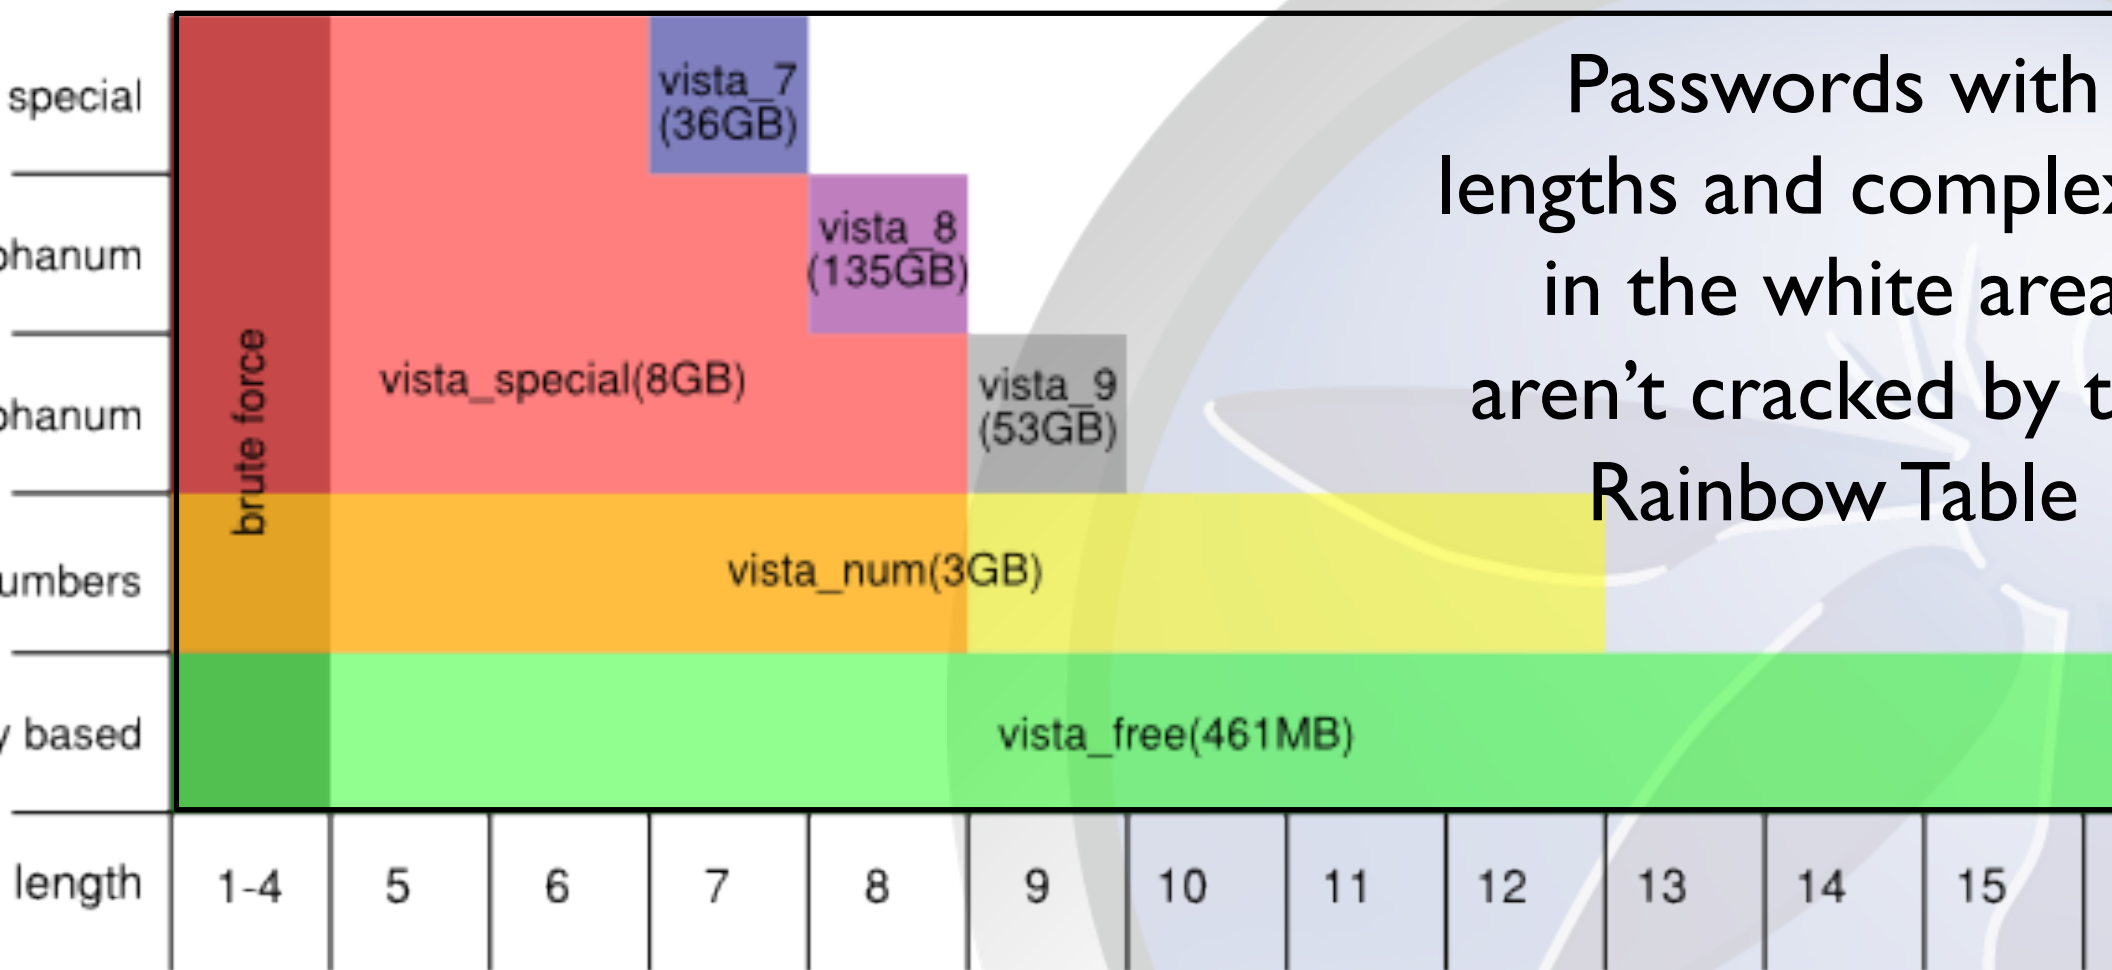 special
vista_7
(36GB)
Passwords with
lengths and complex
in the white area
aren't cracked by t
Rainbow Table
phanum
vista_8
(135GB)
phanum
brute force
vista_special(8GB)
vista_9
(53GB)
umbers
vista_num(3GB)
y based
vista_free(461MB)
length 1-4 5 6 7 8 9 10 11 12 13 14 15